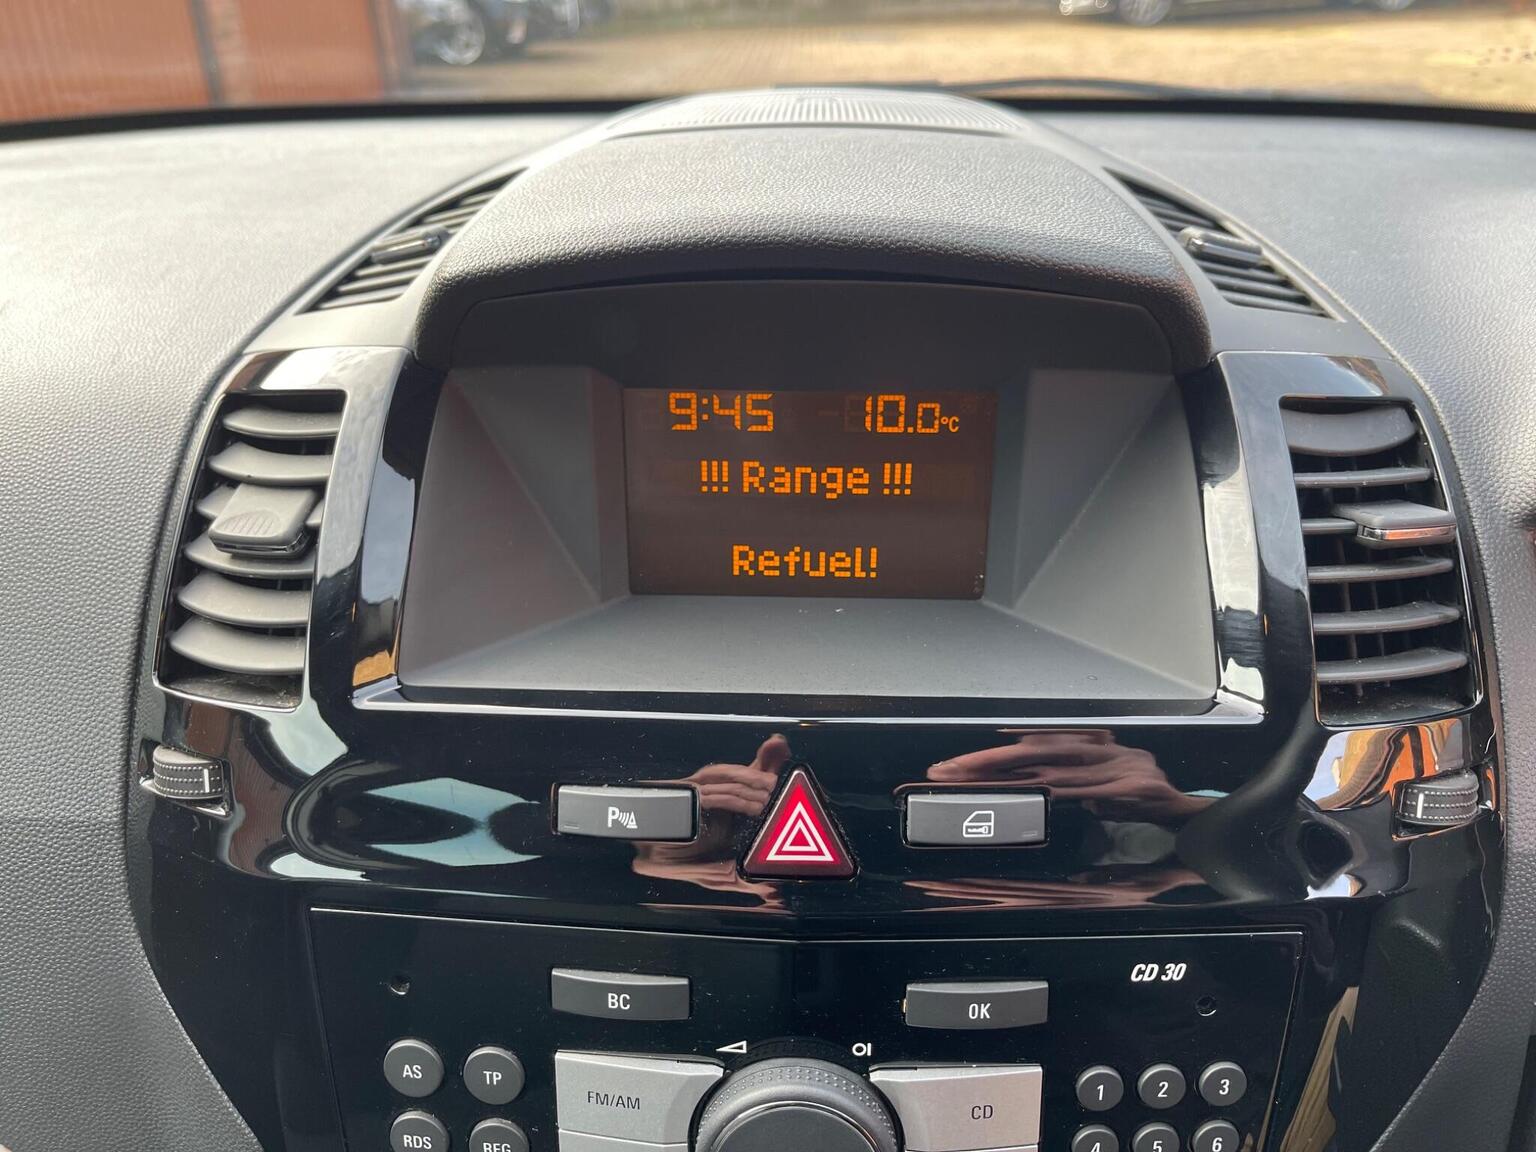 9:45 10.0°C
!!! Range !!!
Refuel!
P
CD 30
BC OK
AS TP FM/AM CD 1 2 3
RDS REG 4 5 6